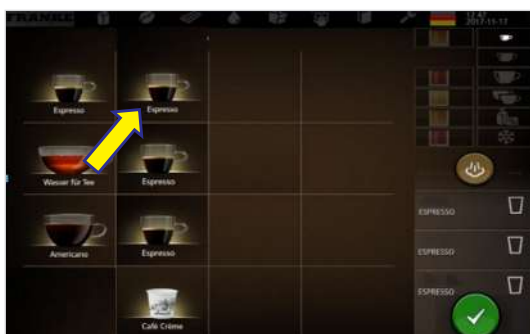 FRANKE
17:47
2017-11-17
Espresso
Espresso
Wasser für Tee
Espresso
Americano
Espresso
Café Crème
ESPRESSO
ESPRESSO
ESPRESSO